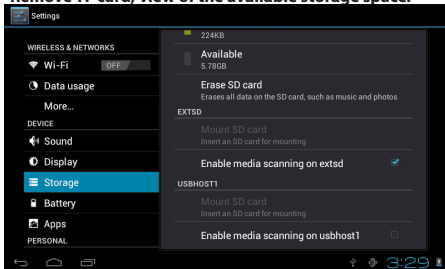 Remove TF card/view of the available storage space.
Settings
WIRELESS & NETWORKS
Wi-Fi OFF
Data usage
More...
DEVICE
Sound
Display
Storage
Battery
Apps
PERSONAL
224KB
Available
5.78GB
Erase SD card
Erases all data on the SD card, such as music and photos
EXTSD
Mount SD card
Insert an SD card for mounting
Enable media scanning on extsd
USBHOST1
Mount SD card
Insert an SD card for mounting
Enable media scanning on usbhost1
3:29